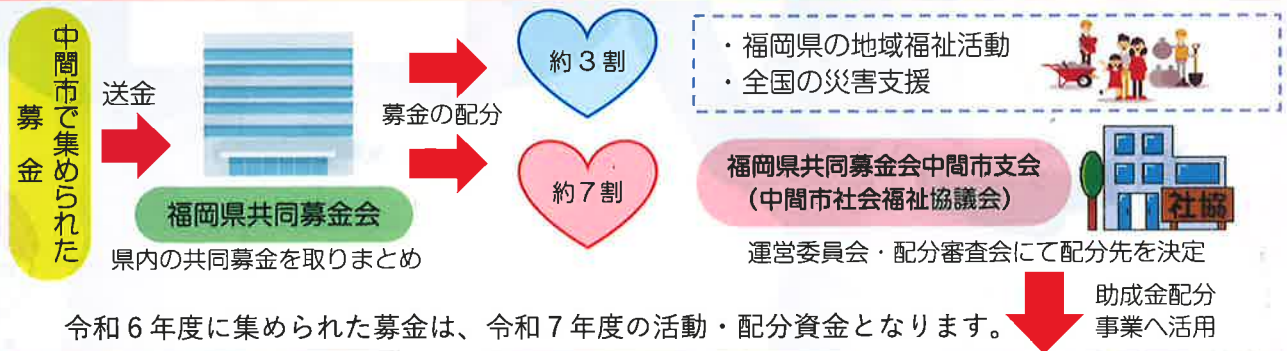 中間市で集められた
募金
送金
福岡県共同募金会
県内の共同募金を取りまとめ
募金の配分
約3割
・福岡県の地域福祉活動
・全国の災害支援
約7割
福岡県共同募金会中間市支会
(中間市社会福祉協議会)
社協
運営委員会・配分審査会にて配分先を決定
助成金配分
事業へ活用
令和6年度に集められた募金は、令和7年度の活動・配分資金となります。